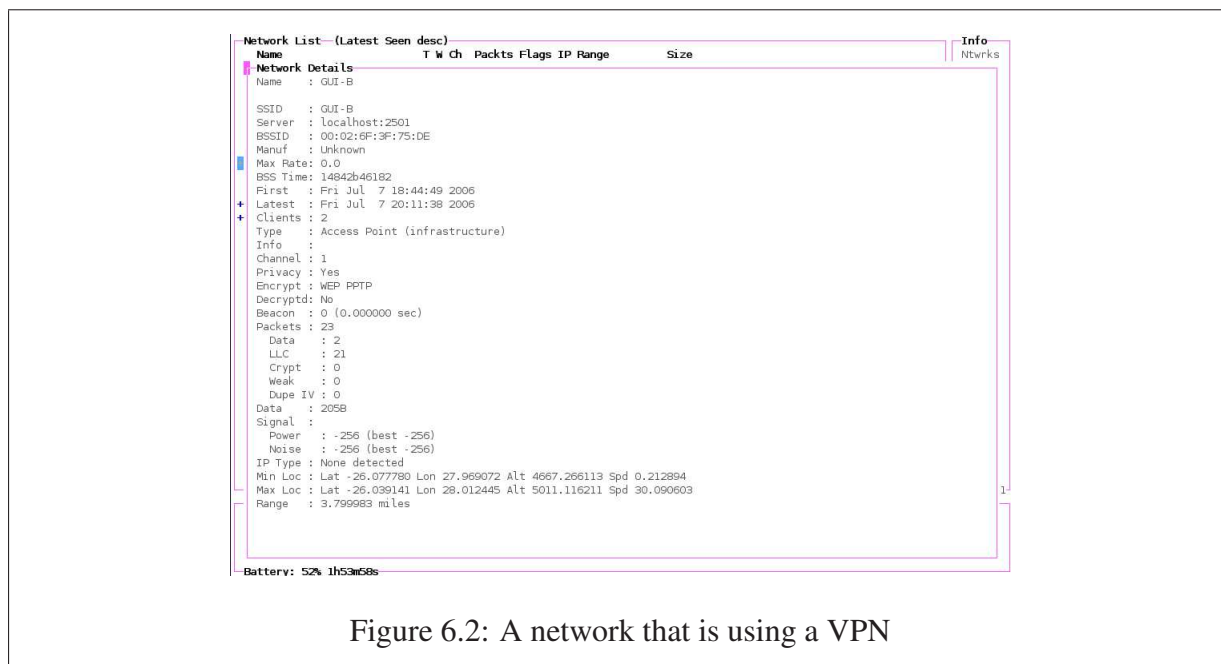 Network List (Latest Seen desc)
Info
Name T W Ch Packts Flags IP Range Size
Ntwrks
Network Details
Name : GUI-B
SSID : GUI-B
Server : localhost:2501
BSSID : 00:02:6F:3F:75:DE
Manuf : Unknown
Max Rate: 0.0
BSS Time: 14842b46182
First : Fri Jul 7 18:44:49 2006
+ Latest : Fri Jul 7 20:11:38 2006
+ Clients : 2
Type : Access Point (infrastructure)
Info :
Channel : 1
Privacy : Yes
Encrypt : WEP PPTP
Decryptd: No
Beacon : 0 (0.000000 sec)
Packets : 23
Data : 2
LLC : 21
Crypt : 0
Weak : 0
Dupe IV : 0
Data : 205B
Signal :
Power : -256 (best -256)
Noise : -256 (best -256)
IP Type : None detected
Min Loc : Lat -26.077780 Lon 27.969072 Alt 4667.266113 Spd 0.212894
Max Loc : Lat -26.039141 Lon 28.012445 Alt 5011.116211 Spd 30.090603
1
Range : 3.799983 miles
Battery: 52% 1h53m58s
Figure 6.2: A network that is using a VPN